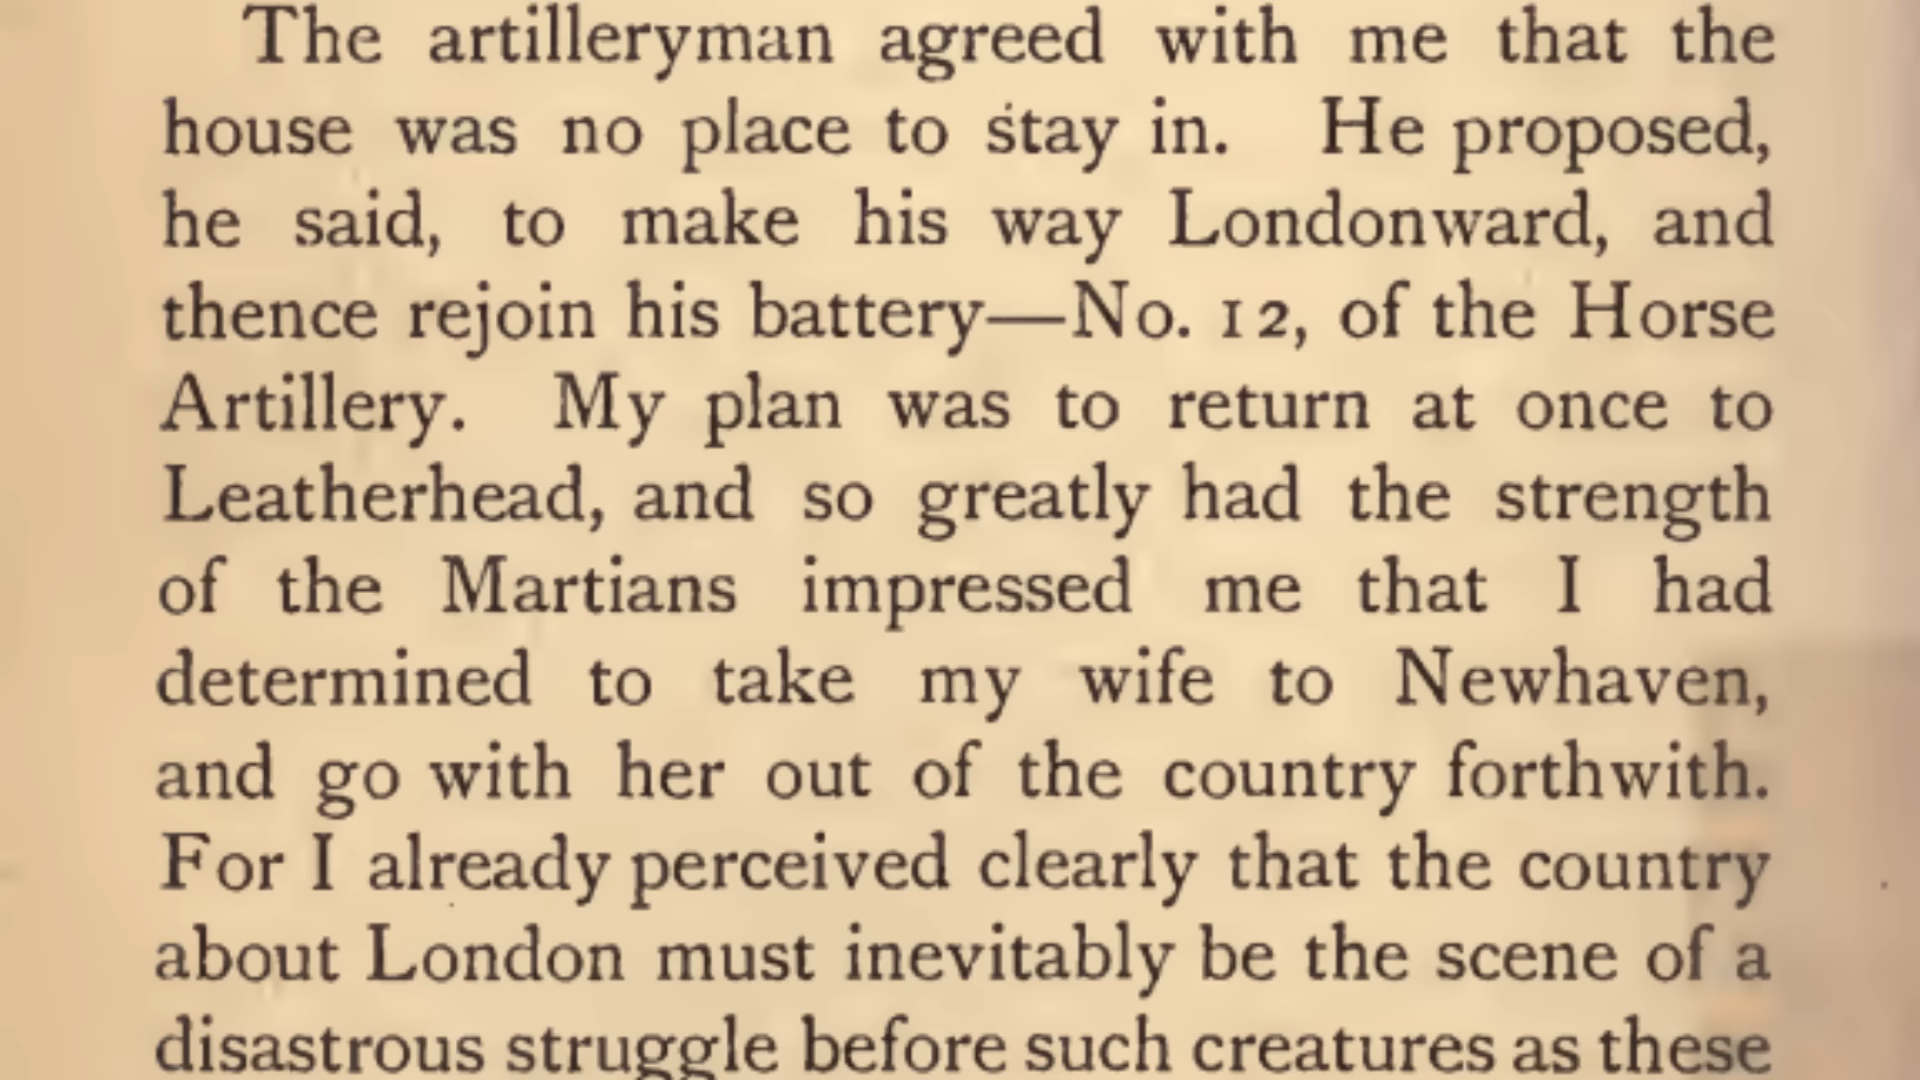 The artilleryman agreed with me that the
house was no place to stay in. He proposed,
he said, to make his way Londonward, and
thence rejoin his battery—No. 12, of the Horse
Artillery. My plan was to return at once to
Leatherhead, and so greatly had the strength
of the Martians impressed me that I had
determined to take my wife to Newhaven,
and go with her out of the country forthwith.
For I already perceived clearly that the country
about London must inevitably be the scene of a
disastrous struggle before such creatures as these